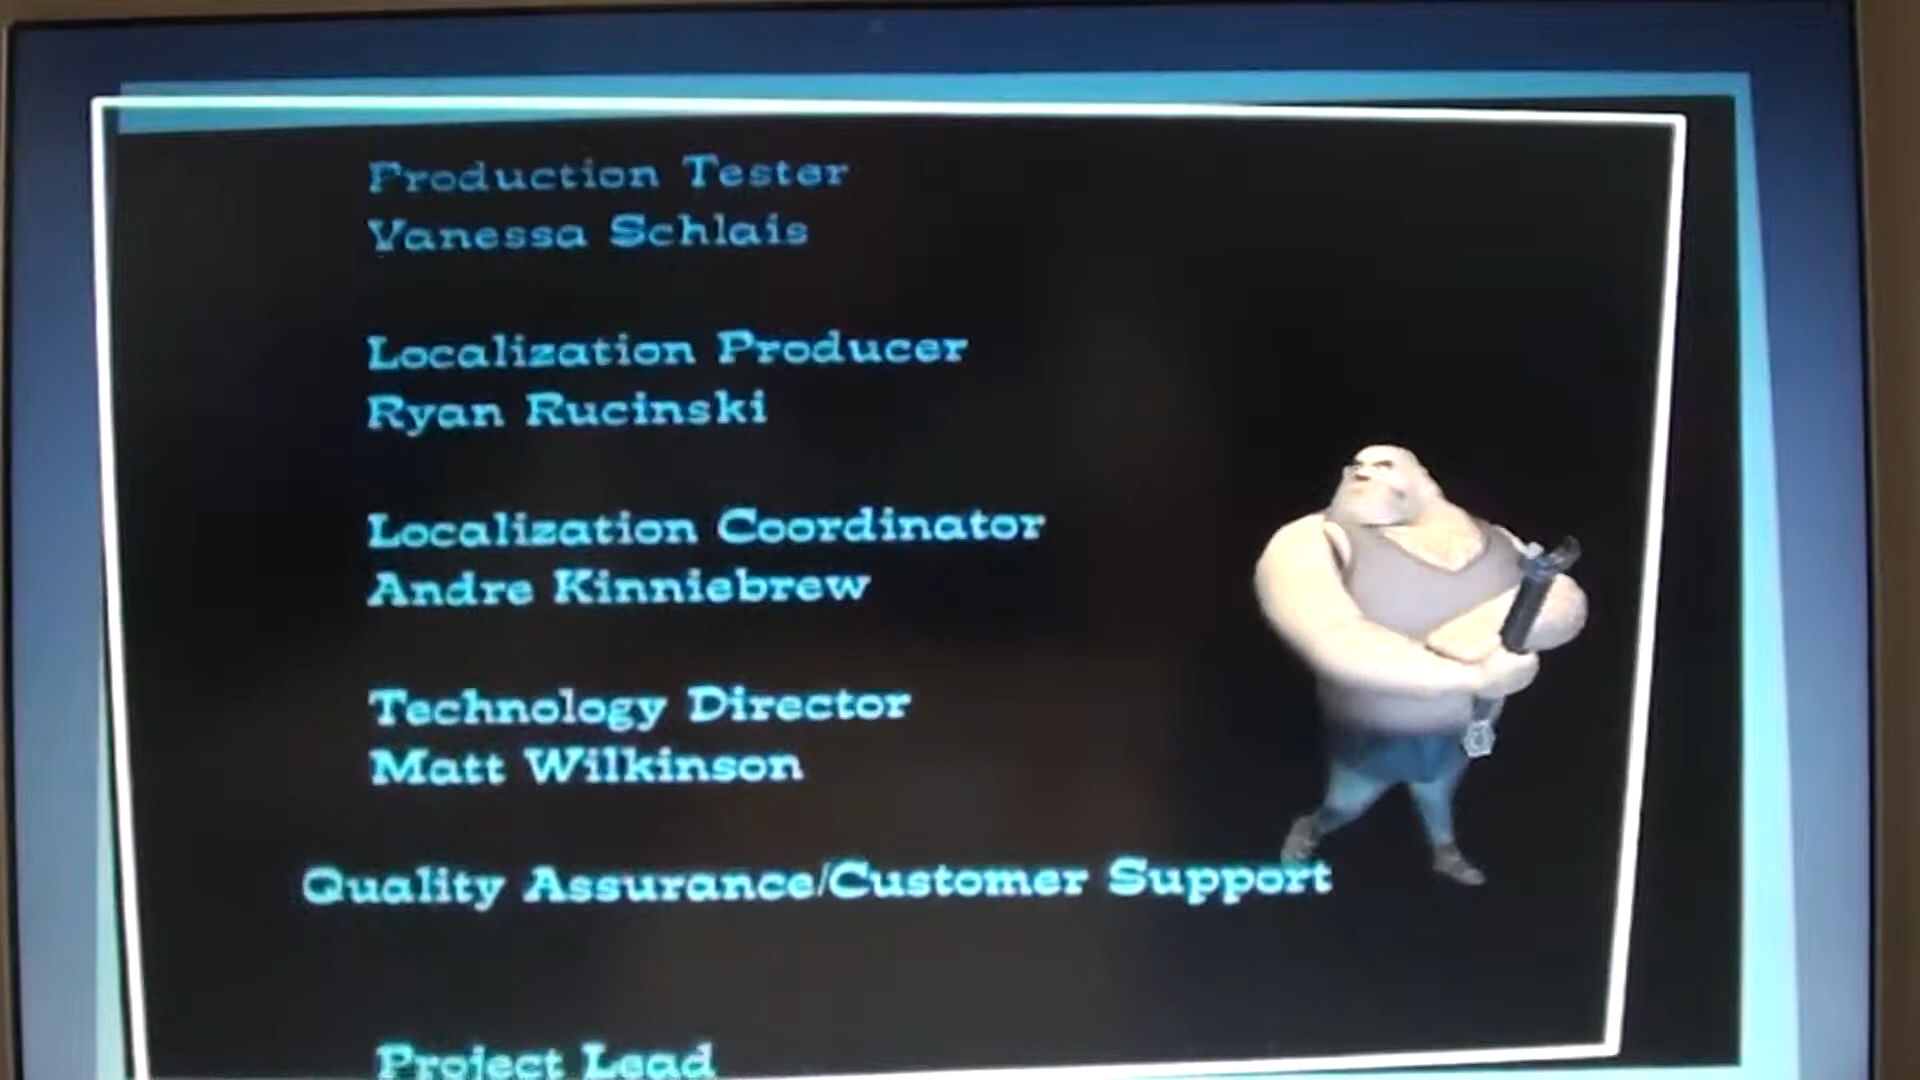 Production Tester
Vanessa Schlais
Localization Producer
Ryan Rucinski
Localization Coordinator
Andre Kinniebrew
Technology Director
Matt Wilkinson
Quality Assurance/Customer Support
Project Lead